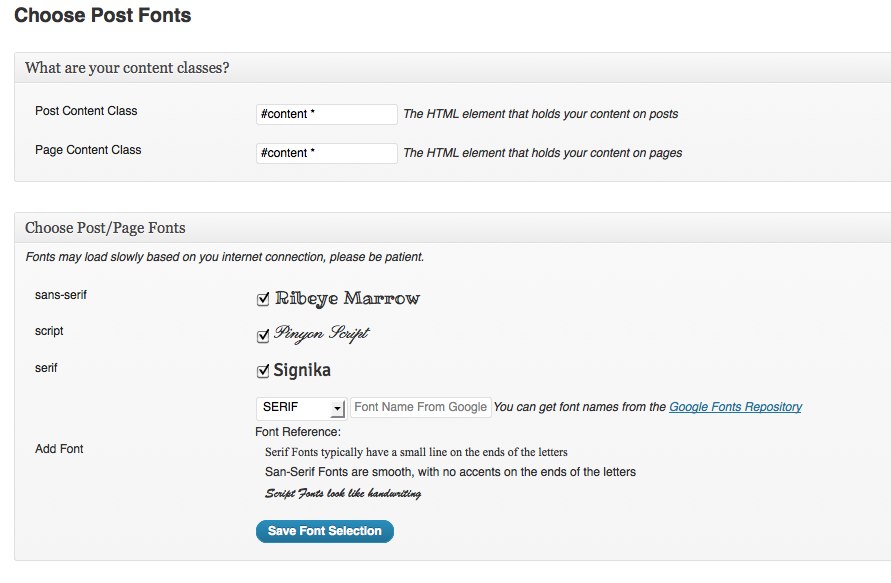 Choose Post Fonts
What are your content classes?
Post Content Class #content * The HTML element that holds your content on posts
Page Content Class #content * The HTML element that holds your content on pages
Choose Post/Page Fonts
Fonts may load slowly based on you internet connection, please be patient.
sans-serif Ribeye Marrow
script Pinyon Script
serif Signika
SERIF Font Name From Google You can get font names from the Google Fonts Repository
Font Reference:
Add Font
Serif Fonts typically have a small line on the ends of the letters
San-Serif Fonts are smooth, with no accents on the ends of the letters
Script Fonts look like handwriting
Save Font Selection